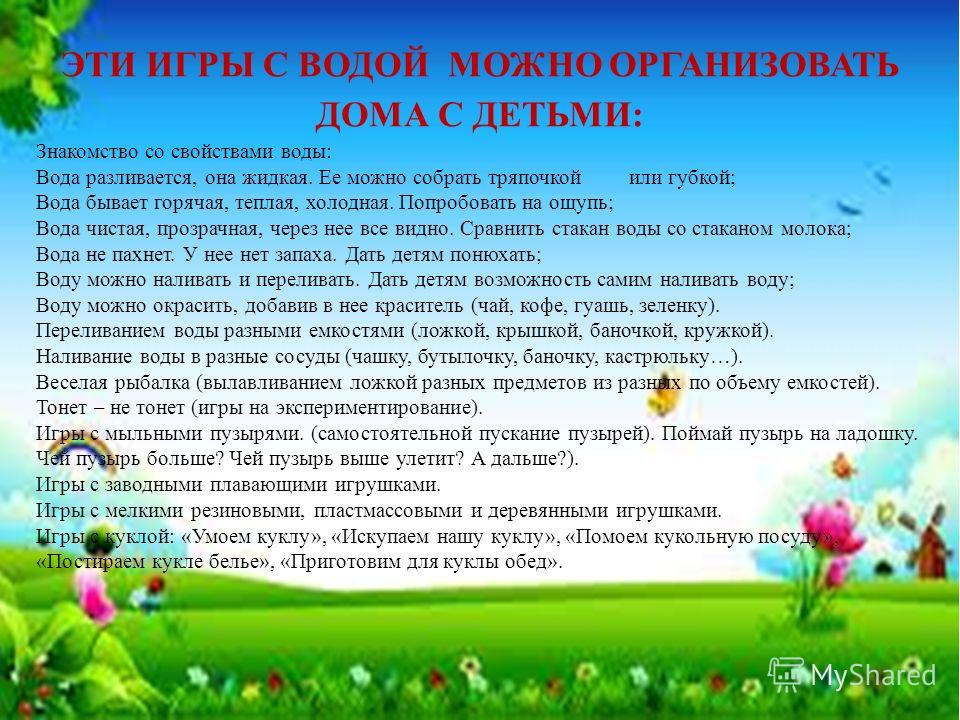 ЭТИ ИГРЫ С ВОДОЙ МОЖНО ОРГАНИЗОВАТЬ
ДОМА С ДЕТЬМИ:
Знакомство со свойствами воды:
Вода разливается, она жидкая. Ее можно собрать тряпочкой или губкой;
Вода бывает горячая, теплая, холодная. Попробовать на ощупь;
Вода чистая, прозрачная, через нее все видно. Сравнить стакан воды со стаканом молока;
Вода не пахнет. У нее нет запаха. Дать детям понюхать;
Воду можно наливать и переливать. Дать детям возможность самим наливать воду;
Воду можно окрасить, добавив в нее краситель (чай, кофе, гуашь, зеленку).
Переливанием воды разными емкостями (ложкой, крышкой, баночкой, кружкой).
Наливание воды в разные сосуды (чашку, бутылочку, баночку, кастрюльку…).
Веселая рыбалка (вылавливанием ложкой разных предметов из разных по объему емкостей).
Тонет – не тонет (игры на экспериментирование).
Игры с мыльными пузырями. (самостоятельной пускание пузырей). Поймай пузырь на ладошку.
Чей пузырь больше? Чей пузырь выше улетит? А дальше?).
Игры с заводными плавающими игрушками.
Игры с мелкими резиновыми, пластмассовыми и деревянными игрушками.
Игры с куклой: «Умоем куклу», «Искупаем нашу куклу», «Помоем кукольную посуду»,
«Постираем кукле белье», «Приготовим для куклы обед».
MyShared